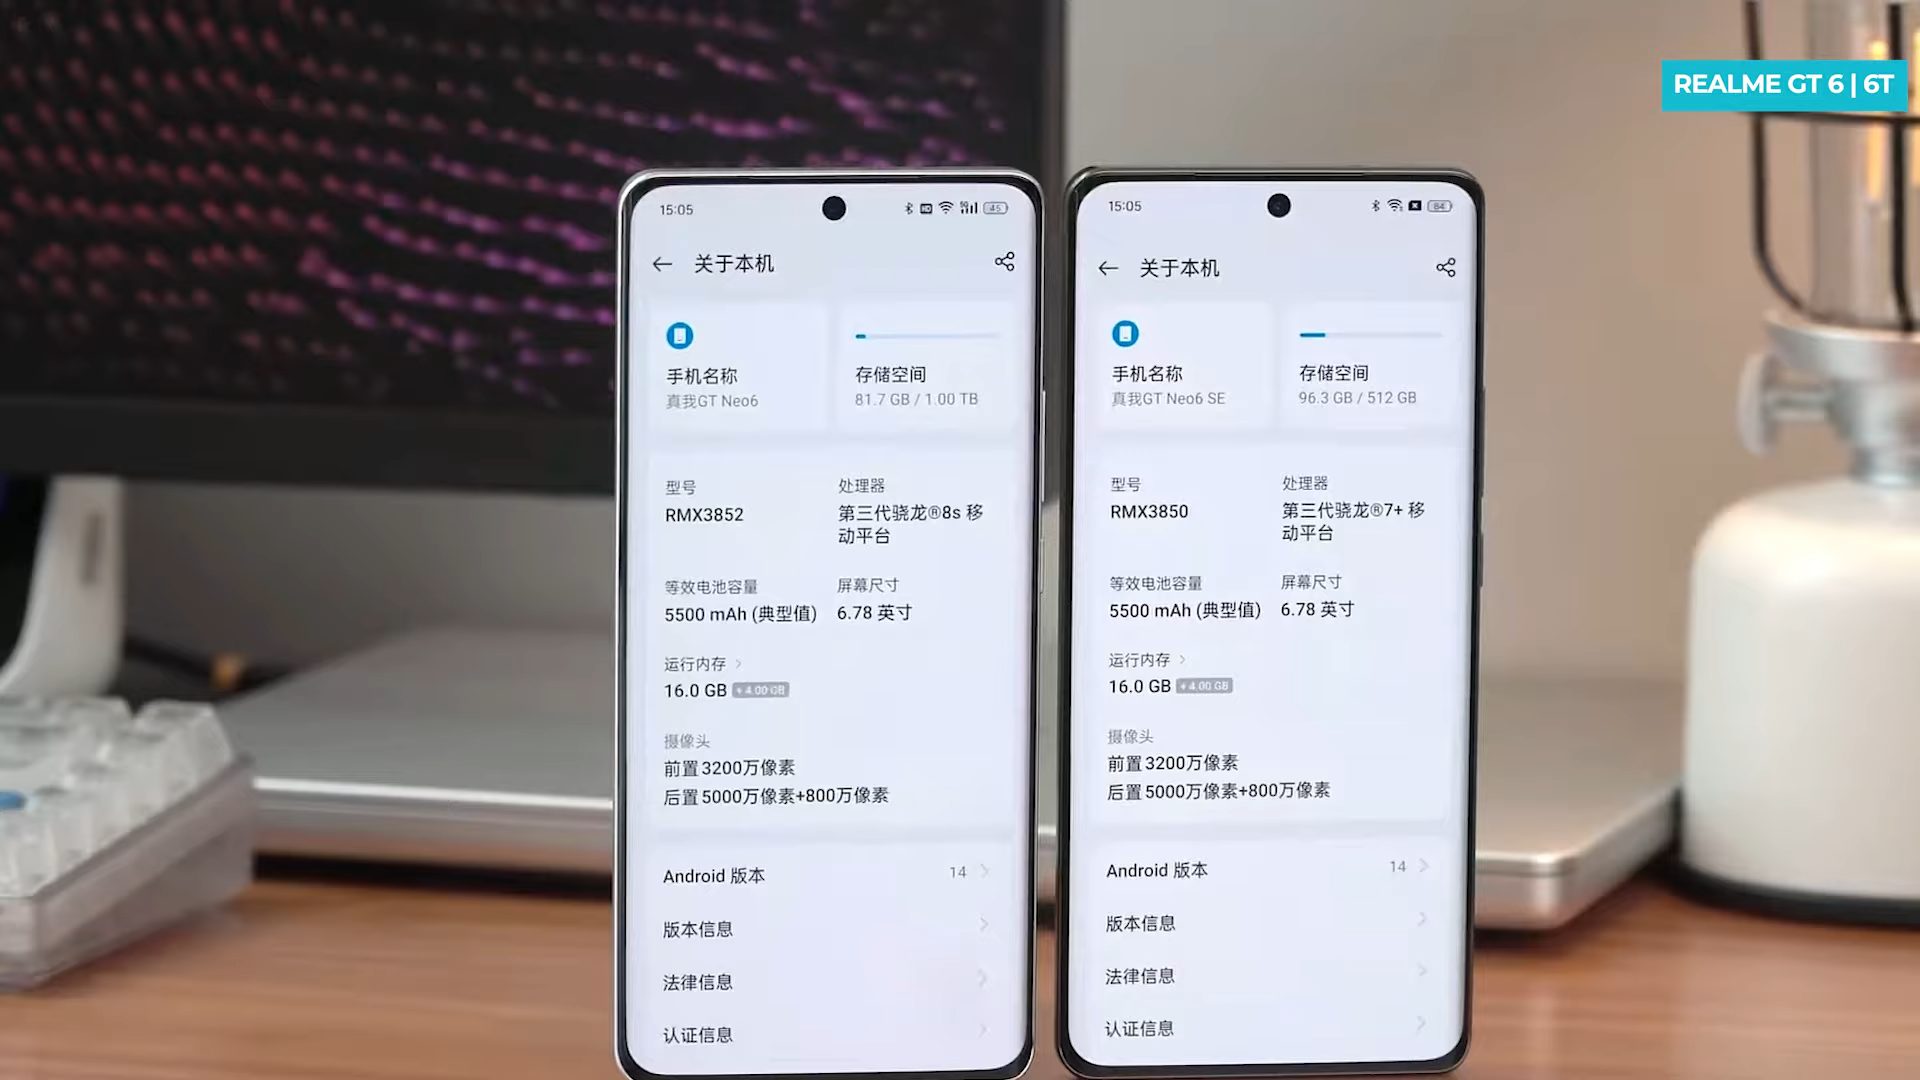 REALME GT 6 | 6T
15:05
45
关于本机
手机名称
真我GT Neo6
存储空间
81.7 GB / 1.00 TB
型号
RMX3852
处理器
第三代骁龙®8s 移
动平台
等效电池容量
5500 mAh (典型值)
屏幕尺寸
6.78 英寸
运行内存
16.0 GB + 4.00 GB
摄像头
前置3200万像素
后置5000万像素+800万像素
Android 版本 14
版本信息
法律信息
认证信息
15:05
84
关于本机
手机名称
真我GT Neo6 SE
存储空间
96.3 GB / 512 GB
型号
RMX3850
处理器
第三代骁龙®7+ 移
动平台
等效电池容量
5500 mAh (典型值)
屏幕尺寸
6.78 英寸
运行内存
16.0 GB + 4.00 GB
摄像头
前置3200万像素
后置5000万像素+800万像素
Android 版本 14
版本信息
法律信息
认证信息